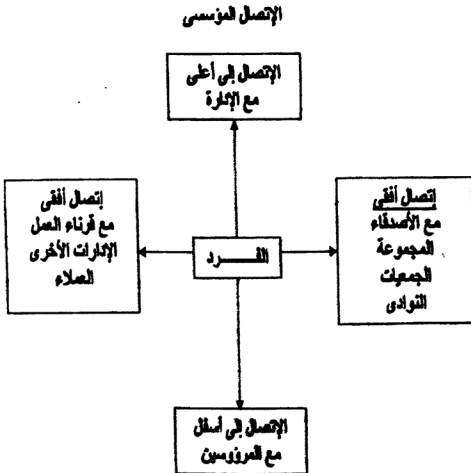 الإتصال المؤسسى
الإتصال إلى أعلى
مع الإدارة
إتصال أفقى
مع الأصدقاء
المجموعة
الجمعيات
النوادى
الفـــــرد
إتصال أفقى
مع قرناء العمل
الإدارات الأخرى
العملاء
الإتصال إلى أسفل
مع المرؤوسين